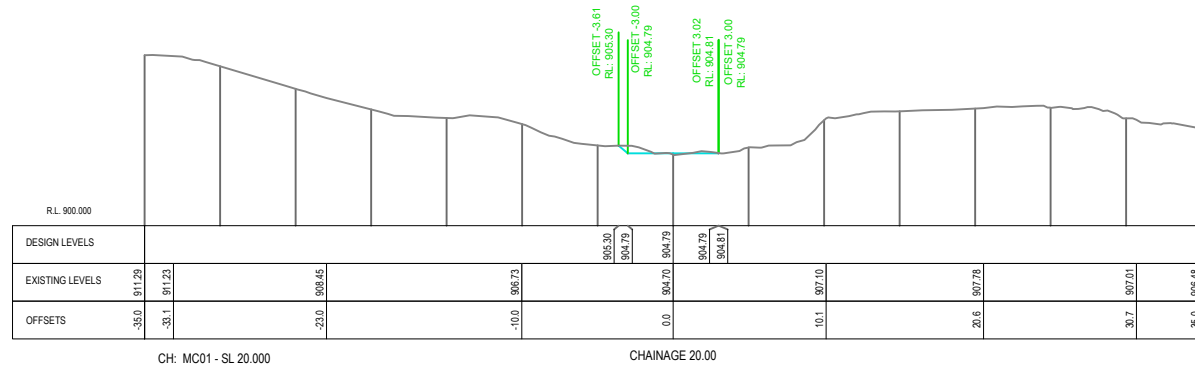 OFFSET -3.61
RL: 905.30
OFFSET -3.00
RL: 904.79
OFFSET 3.02
RL: 904.81
OFFSET 3.00
RL: 904.79
R.L. 900.000
DESIGN LEVELS
905.30
904.79
904.79
904.79
904.81
EXISTING LEVELS
911.29
911.23
908.45
906.73
904.70
907.10
907.78
907.01
906.48
OFFSETS
-35.0
-33.1
-23.0
-10.0
0.0
10.1
20.6
30.7
35.0
CH: MC01 - SL 20.000
CHAINAGE 20.00